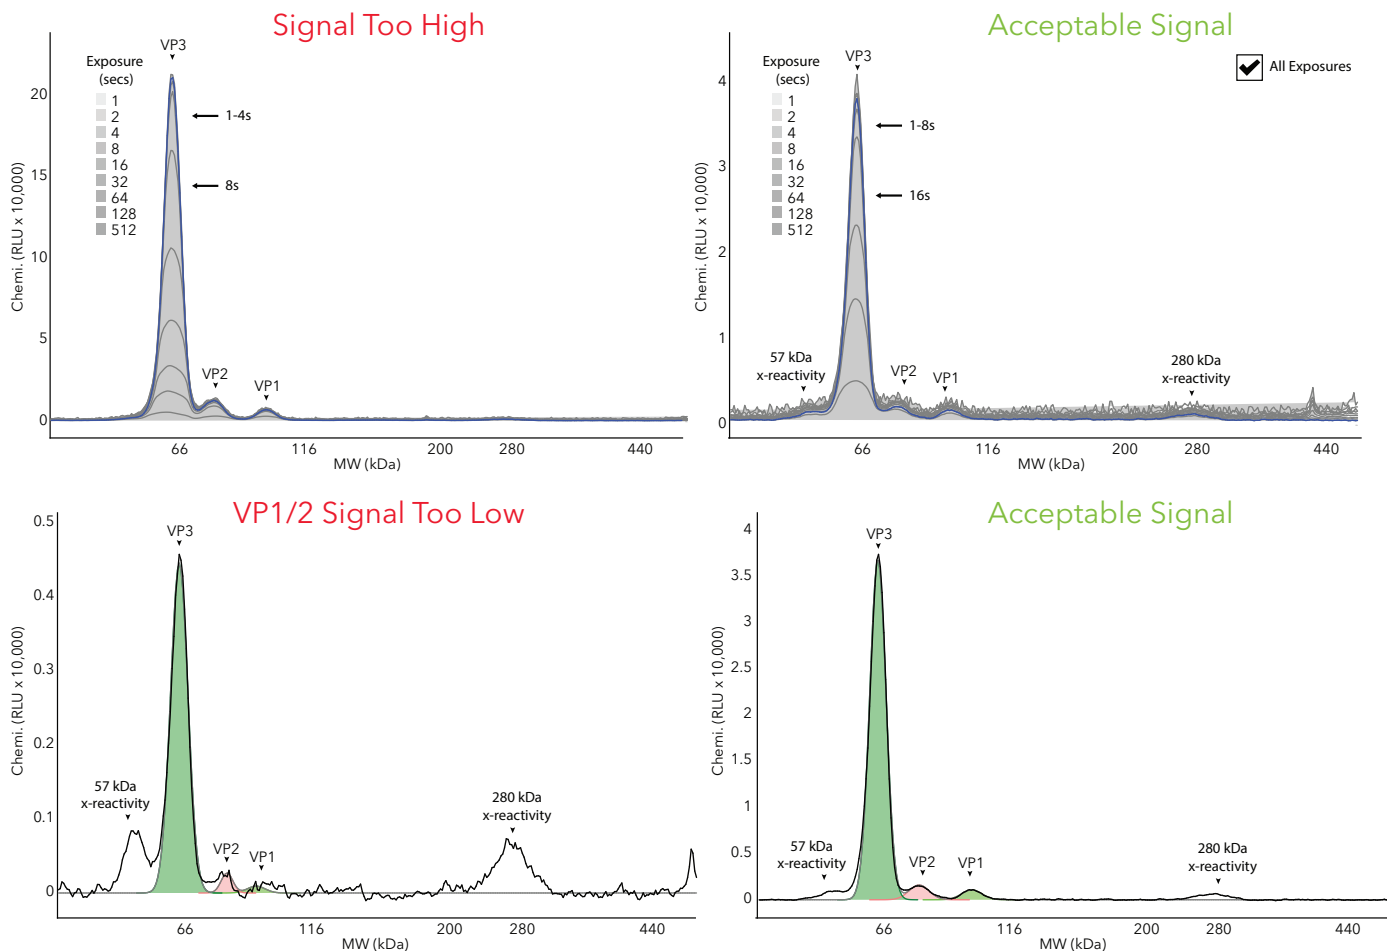 Signal Too High
VP3
Exposure
(secs)
1
2
4
8
16
32
64
128
512
1-4s
8s
VP2
VP1
20
15
10
5
0
Chemi. (RLU x 10,000)
66
116
200
280
440
MW (kDa)
Acceptable Signal
All Exposures
VP3
Exposure
(secs)
1
2
4
8
16
32
64
128
512
1-8s
16s
57 kDa
x-reactivity
VP2
VP1
280 kDa
x-reactivity
4
3
2
1
0
Chemi. (RLU x 10,000)
66
116
200
280
440
MW (kDa)
VP1/2 Signal Too Low
VP3
57 kDa
x-reactivity
VP2
VP1
280 kDa
x-reactivity
0.5
0.4
0.3
0.2
0.1
0
Chemi. (RLU x 10,000)
66
116
200
280
440
MW (kDa)
Acceptable Signal
VP3
57 kDa
x-reactivity
VP2
VP1
280 kDa
x-reactivity
4
3.5
3
2.5
2
1.5
1
0.5
0
Chemi. (RLU x 10,000)
66
116
200
280
440
MW (kDa)